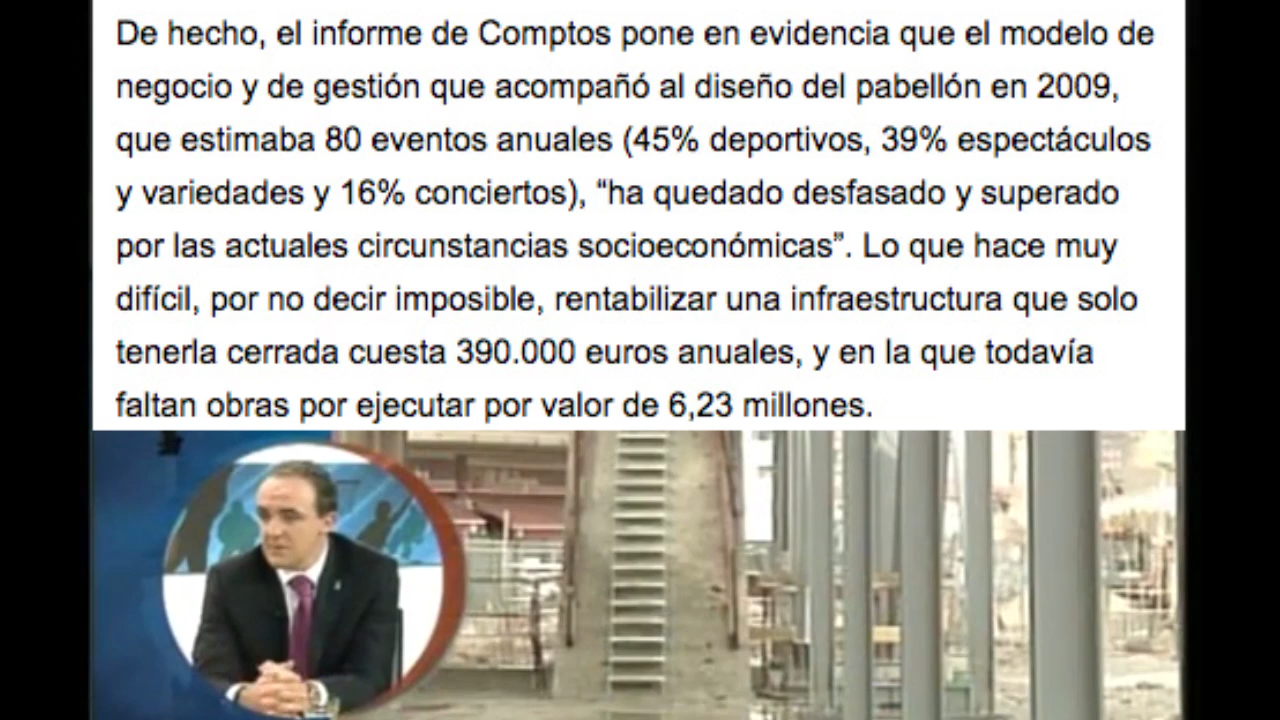 De hecho, el informe de Comptos pone en evidencia que el modelo de
negocio y de gestión que acompañó al diseño del pabellón en 2009,
que estimaba 80 eventos anuales (45% deportivos, 39% espectáculos
y variedades y 16% conciertos), “ha quedado desfasado y superado
por las actuales circunstancias socioeconómicas”. Lo que hace muy
difícil, por no decir imposible, rentabilizar una infraestructura que solo
tenerla cerrada cuesta 390.000 euros anuales, y en la que todavía
faltan obras por ejecutar por valor de 6,23 millones.